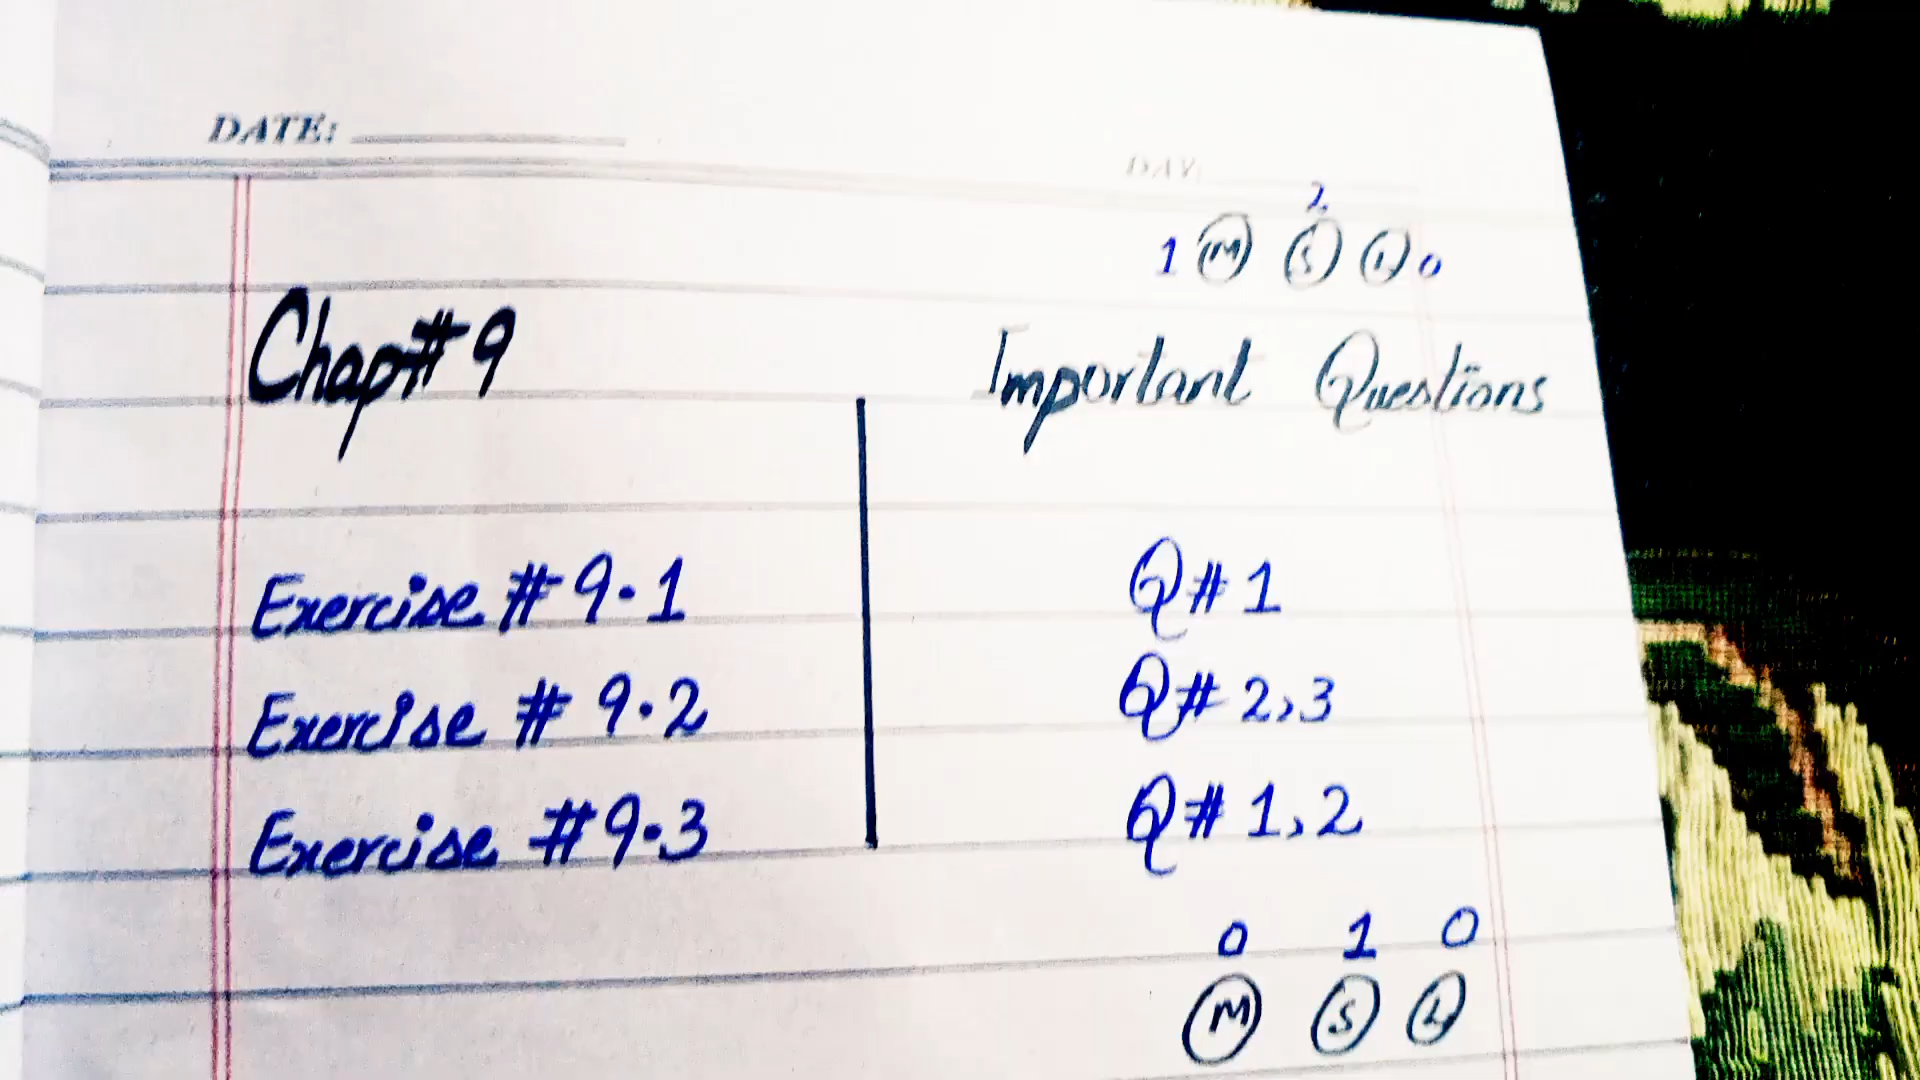 DATE:
DAY:
2
1 M S L 0
Chap# 9 Important Questions
Exercise # 9.1 Q # 1
Exercise # 9.2 Q # 2,3
Exercise # 9.3 Q # 1,2
0 1 0
M S L